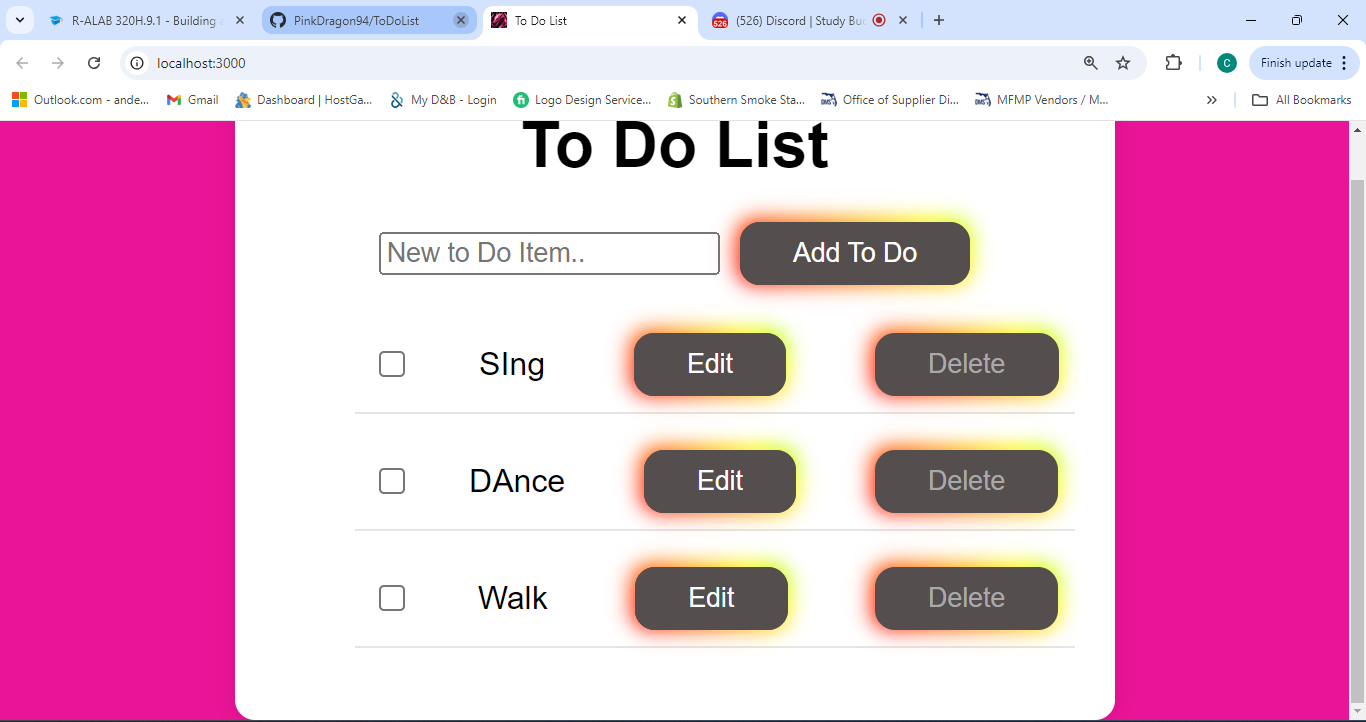 R-ALAB 320H.9.1 - Building
PinkDragon94/ToDoList
To Do List
(526) Discord | Study Buc
526
localhost:3000
C
Finish update
Outlook.com - ande...
Gmail
Dashboard | HostGa...
My D&B - Login
Logo Design Service...
Southern Smoke Sta...
Office of Supplier Di...
MFMP Vendors / M...
All Bookmarks
To Do List
New to Do Item..
Add To Do
SIng
Edit
Delete
DAnce
Edit
Delete
Walk
Edit
Delete